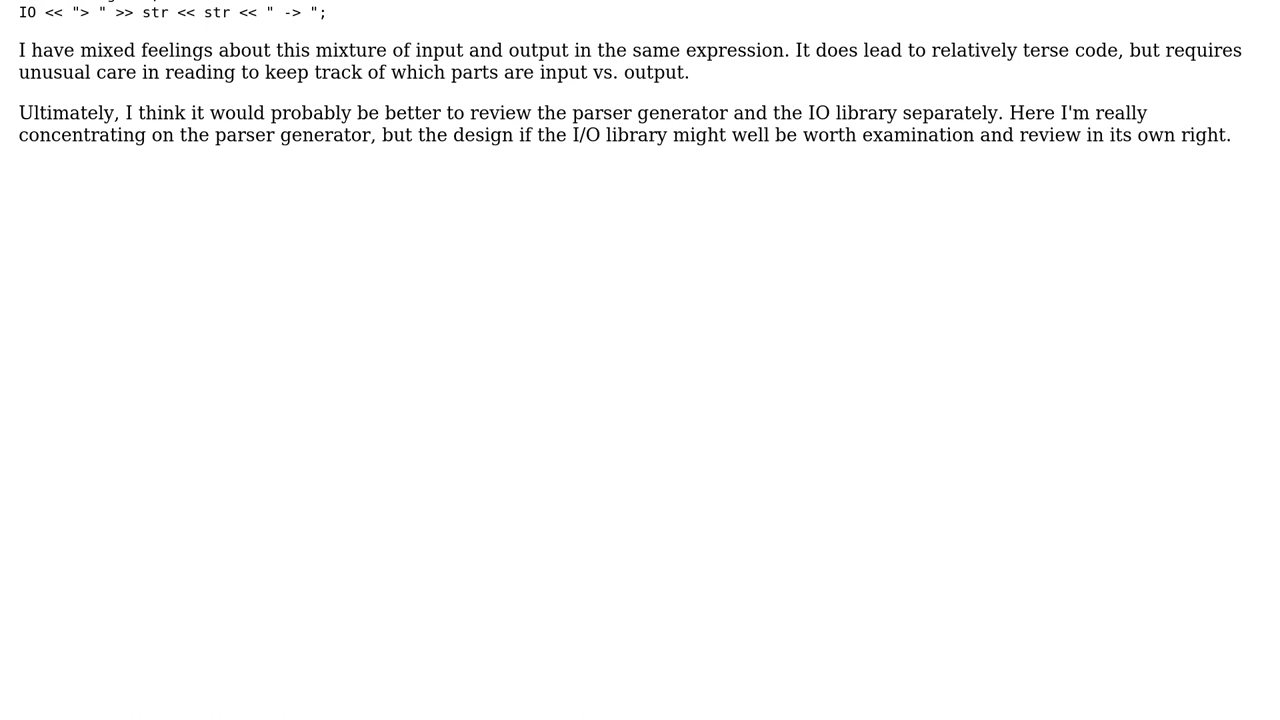 IO << "> " >> str << str << " -> ";
I have mixed feelings about this mixture of input and output in the same expression. It does lead to relatively terse code, but requires
unusual care in reading to keep track of which parts are input vs. output.
Ultimately, I think it would probably be better to review the parser generator and the IO library separately. Here I'm really
concentrating on the parser generator, but the design if the I/O library might well be worth examination and review in its own right.